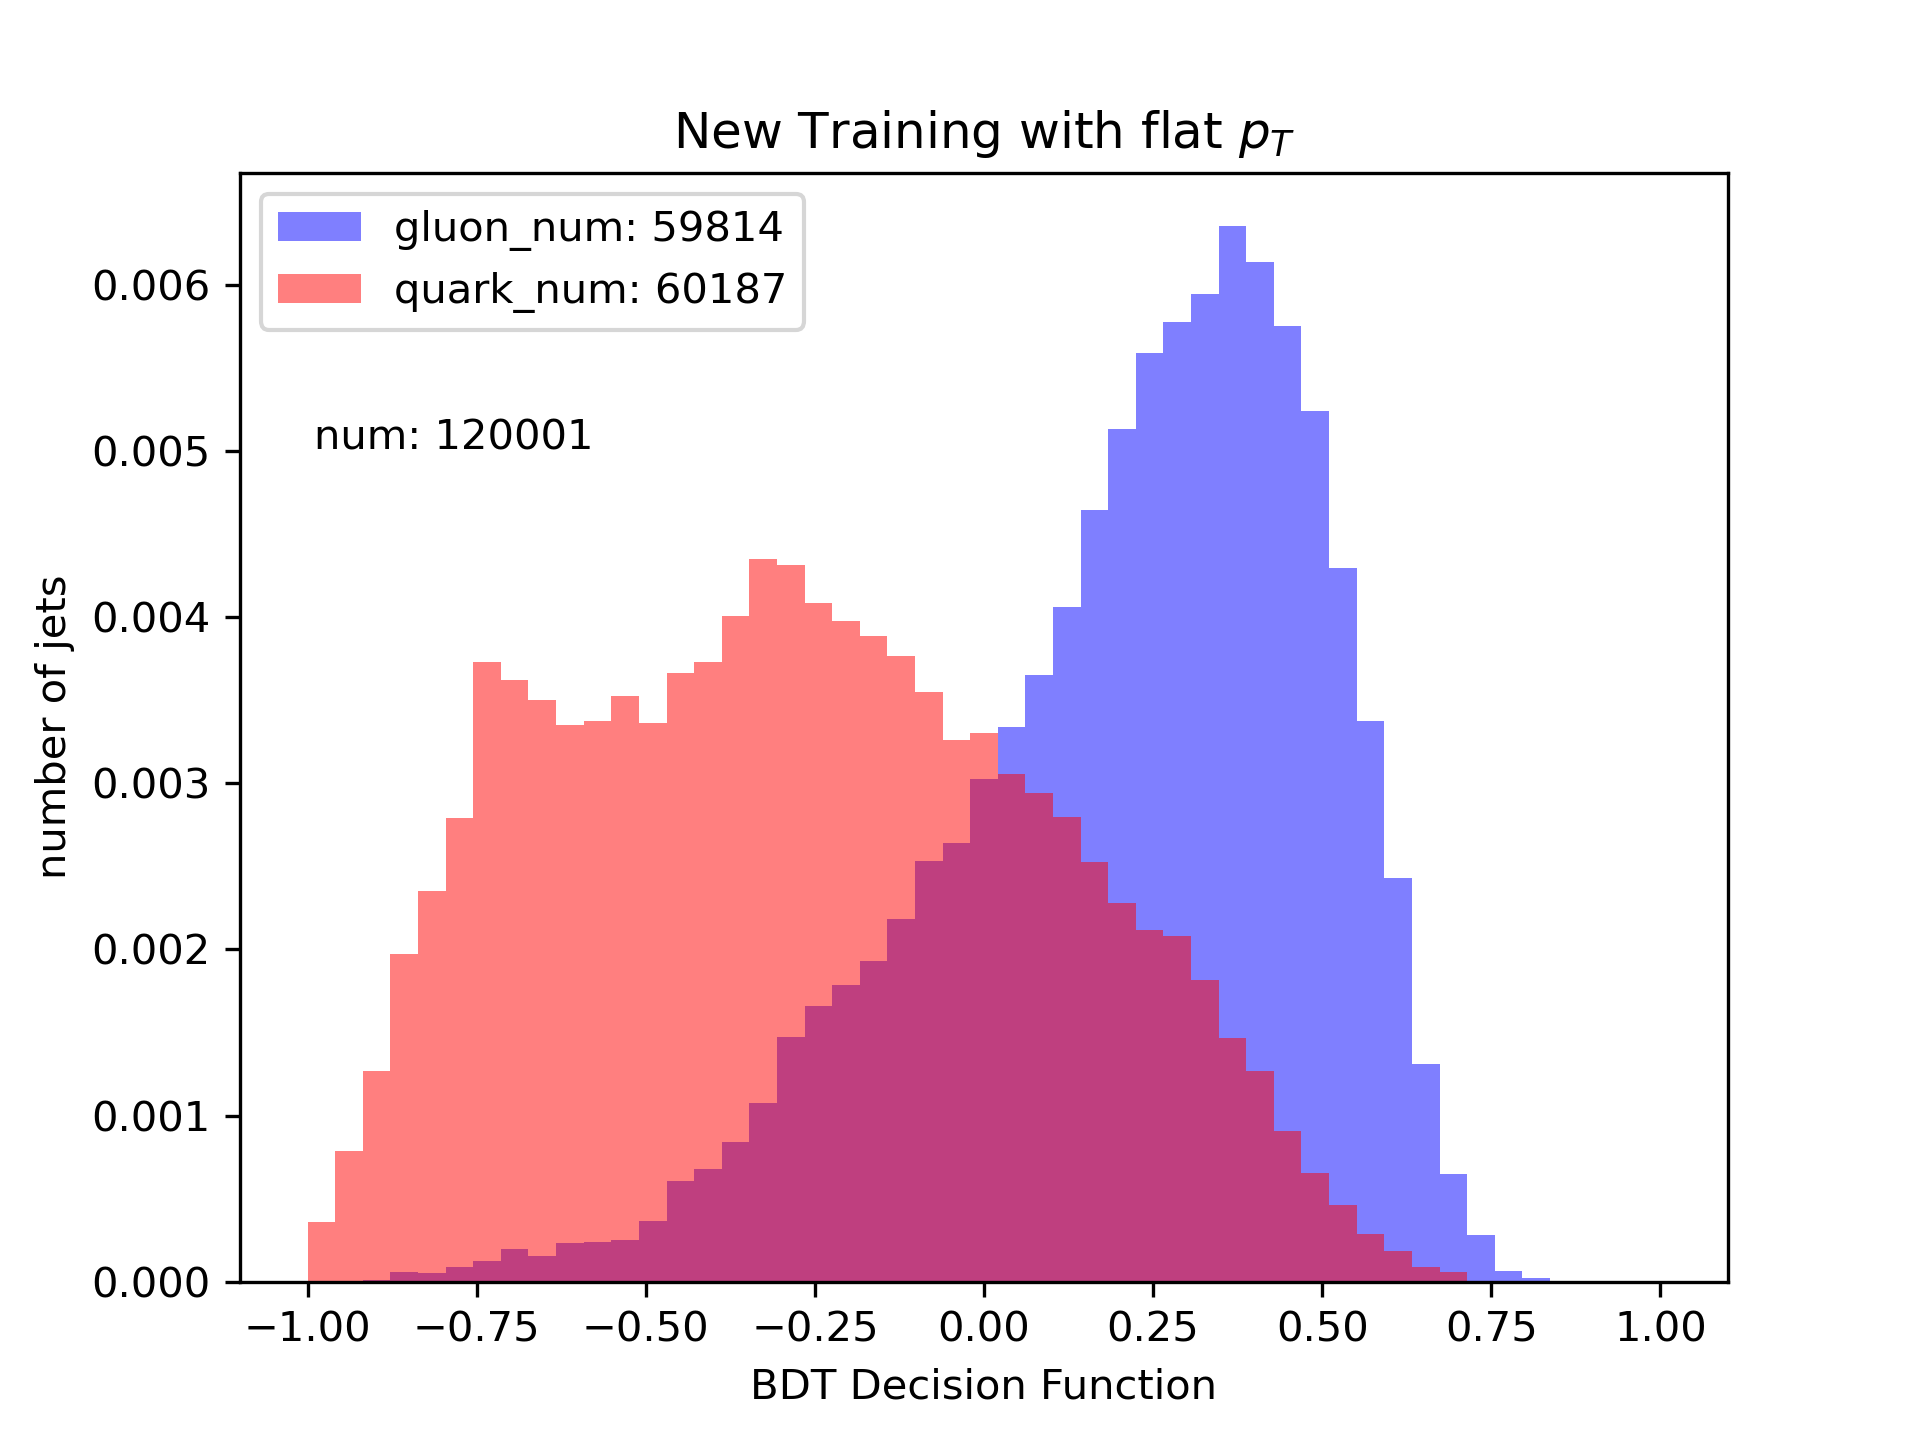 New Training with flat p_T
gluon_num: 59814
quark_num: 60187
num: 120001
number of jets
0.006
0.005
0.004
0.003
0.002
0.001
0.000
−1.00 −0.75 −0.50 −0.25 0.00 0.25 0.50 0.75 1.00
BDT Decision Function